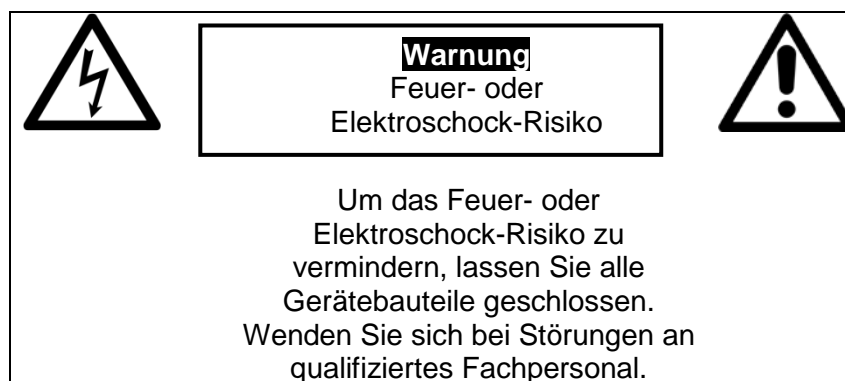 Warnung
Feuer- oder
Elektroschock-Risiko
Um das Feuer- oder
Elektroschock-Risiko zu
vermindern, lassen Sie alle
Gerätebauteile geschlossen.
Wenden Sie sich bei Störungen an
qualifiziertes Fachpersonal.